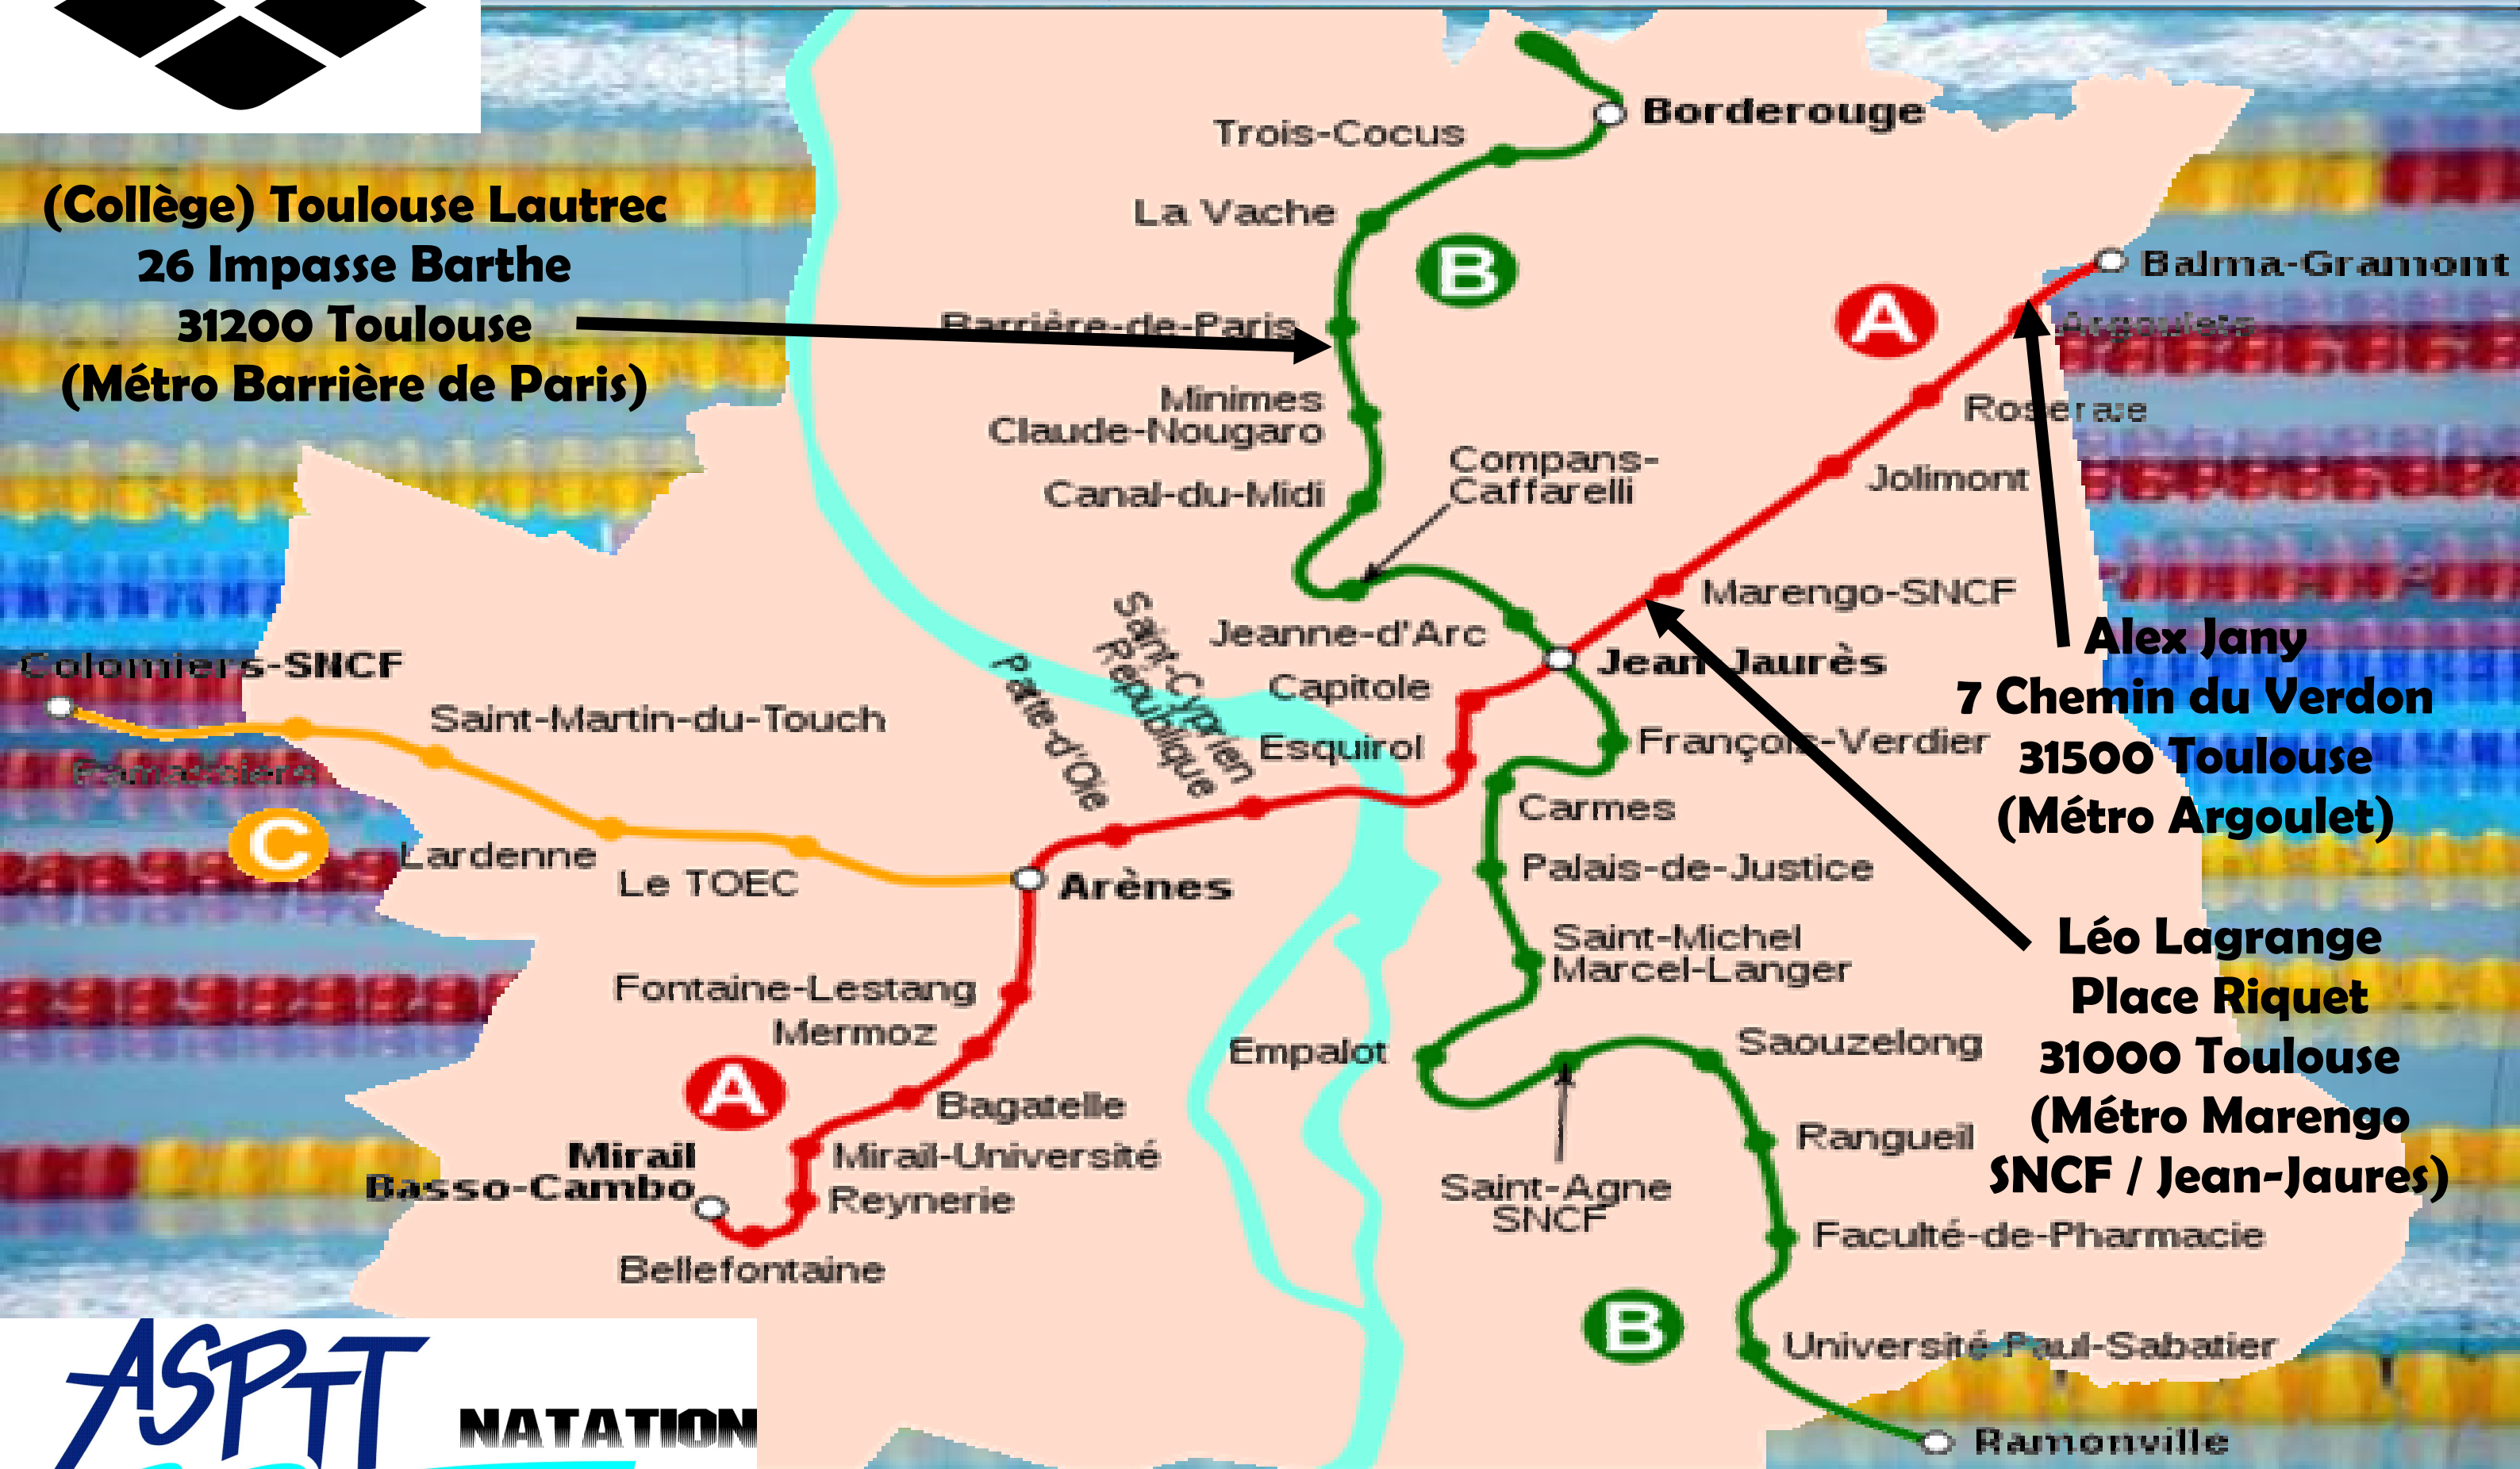 (Collège) Toulouse Lautrec
26 Impasse Barthe
31200 Toulouse
(Métro Barrière de Paris)
Borderouge
Trois-Cocus
La Vache
B
Barrière-de-Paris
Minimes
Claude-Nougaro
Canal-du-Midi
Compans-
Caffarelli
Jeanne-d'Arc
Jean Jaurès
Capitole
Esquirol
Saint-Cyprien
République
Patte-d'Oie
A
Balma-Gramont
Argoulets
Roseraie
Jolimont
Marengo-SNCF
François-Verdier
Carmes
Palais-de-Justice
Saint-Michel
Marcel-Langer
Empalot
Saint-Agne
SNCF
Saouzelong
Rangueil
Faculté-de-Pharmacie
Université-Paul-Sabatier
Ramonville
B
Alex Jany
7 Chemin du Verdon
31500 Toulouse
(Métro Argoulet)
Léo Lagrange
Place Riquet
31000 Toulouse
(Métro Marengo
SNCF / Jean-Jaures)
Colomiers-SNCF
Ramassiers
Saint-Martin-du-Touch
C
Lardenne
Le TOEC
Arènes
Fontaine-Lestang
Mermoz
A
Bagatelle
Mirail-Université
Reynerie
Mirail
Basso-Cambo
Bellefontaine
ASPTT
NATATION